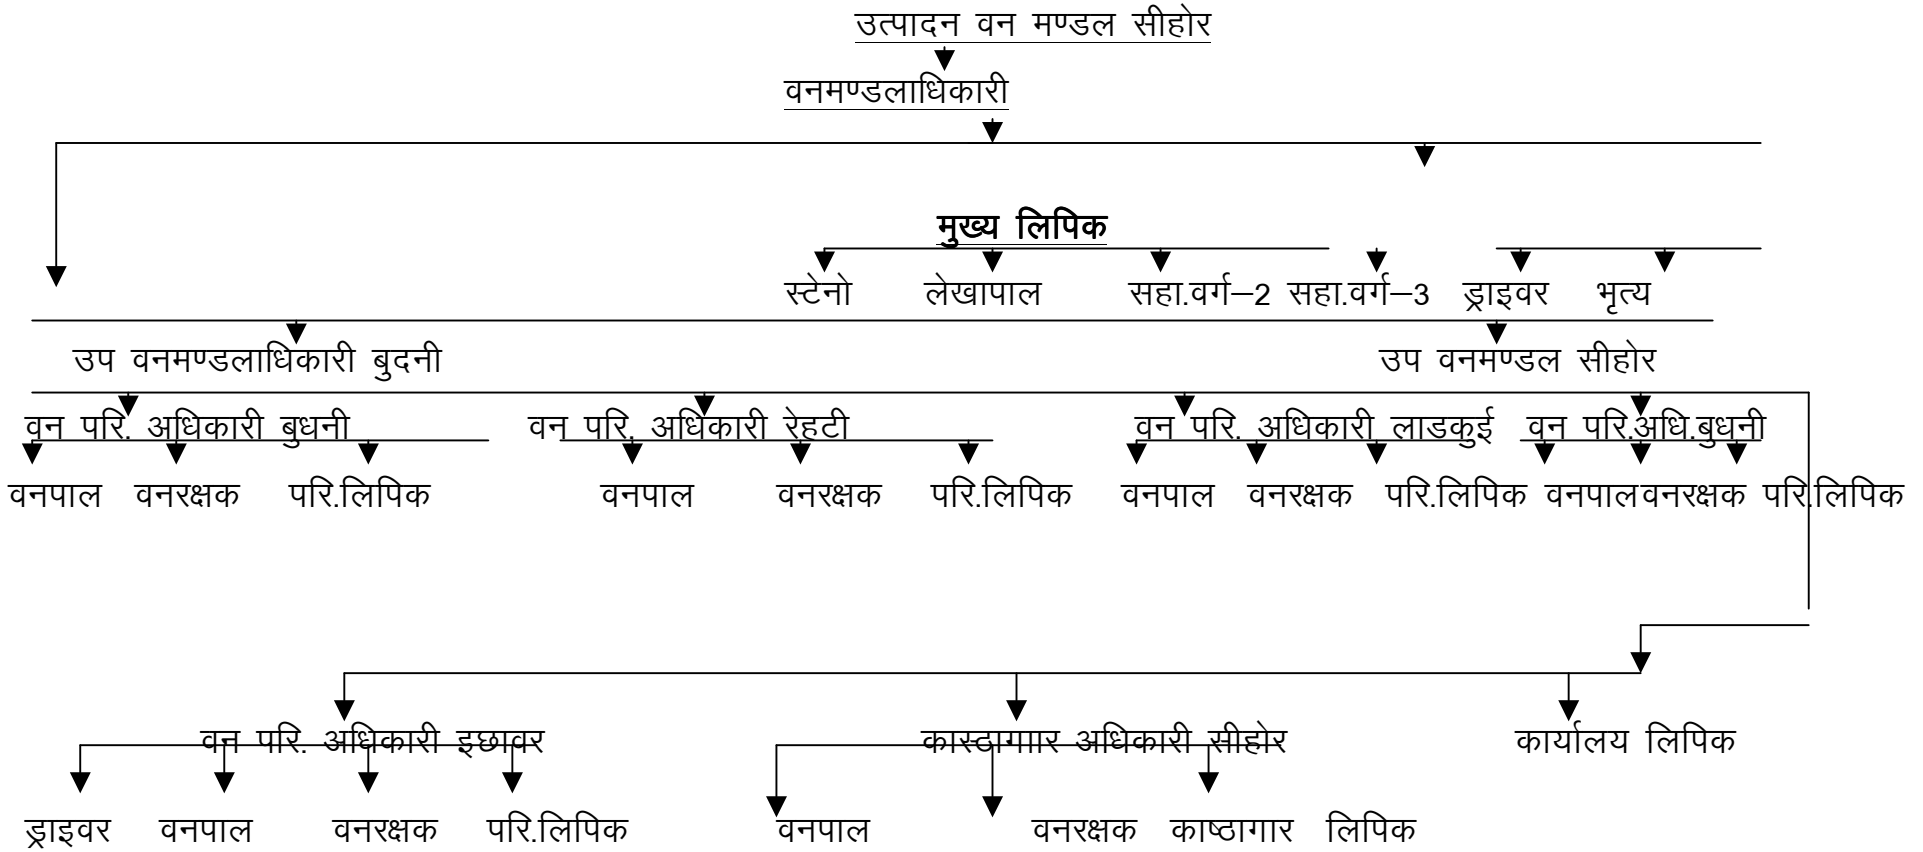 उत्पादन वन मण्डल सीहोर
वनमण्डलाधिकारी
मुख्य लिपिक
स्टेनो लेखापाल सहा.वर्ग–2 सहा.वर्ग–3 ड्राइवर भृत्य
उप वनमण्डलाधिकारी बुदनी उप वनमण्डल सीहोर
वन परि. अधिकारी बुधनी वन परि. अधिकारी रेहटी वन परि. अधिकारी लाडकुई वन परि.अधि.बुधनी
वनपाल वनरक्षक परि.लिपिक वनपाल वनरक्षक परि.लिपिक वनपाल वनरक्षक परि.लिपिक वनपाल वनरक्षक परि.लिपिक
वन परि. अधिकारी इछावर कास्ठागाार अधिकारी सीहोर कार्यालय लिपिक
ड्राइवर वनपाल वनरक्षक परि.लिपिक वनपाल वनरक्षक काष्ठागार लिपिक